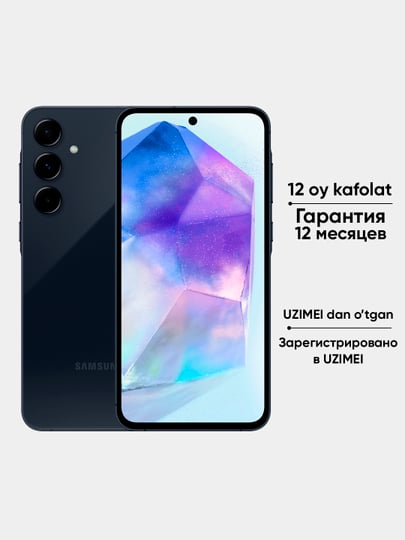 12 oy kafolat
Гарантия
12 месяцев
UZIMEI dan o‘tgan
Зарегистрировано
в UZIMEI
SAMSUNG